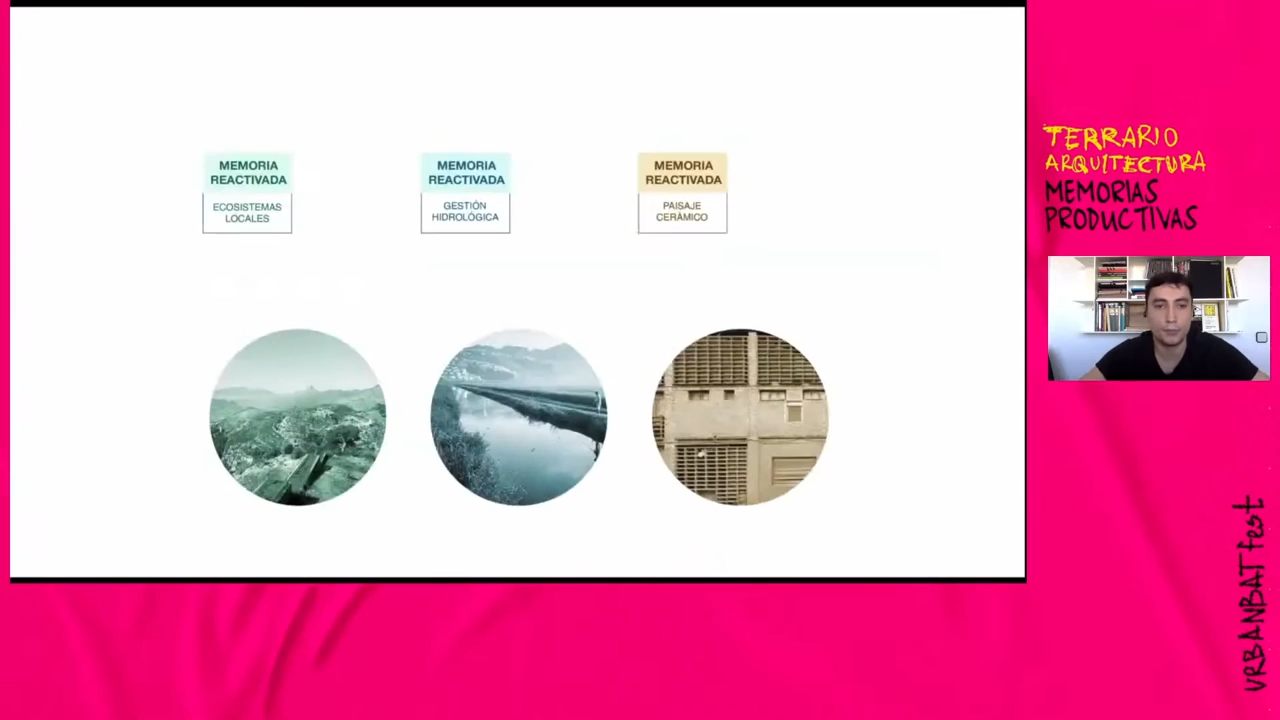 MEMORIA
REACTIVADA
ECOSISTEMAS
LOCALES
MEMORIA
REACTIVADA
GESTIÓN
HIDROLÓGICA
MEMORIA
REACTIVADA
PAISAJE
CERÁMICO
TERRARIO
ARQUITECTURA
MEMORIAS
PRODUCTIVAS
URBANBAT fest